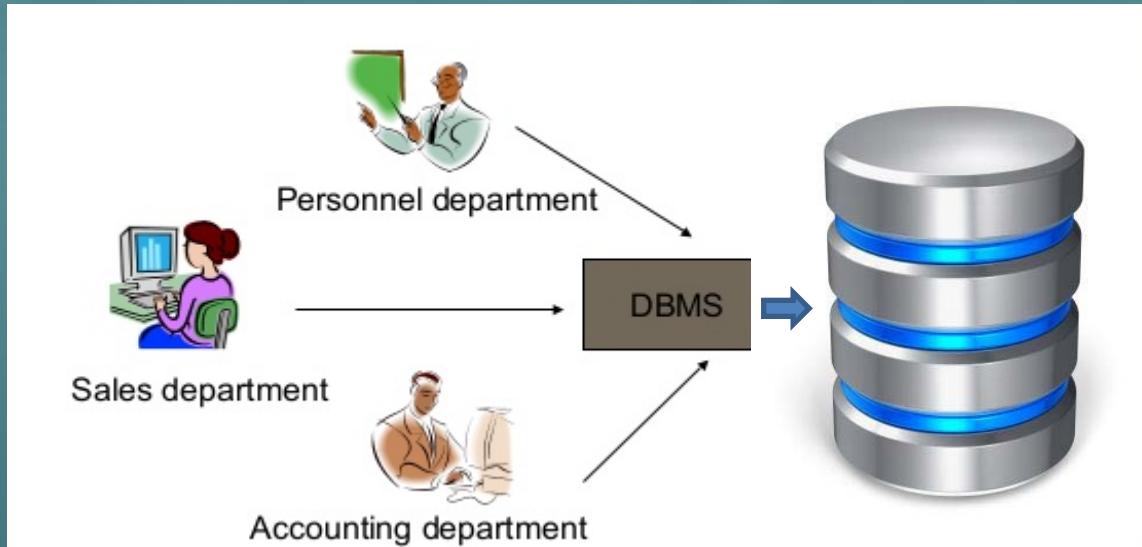 Personnel department
DBMS
Sales department
Accounting department